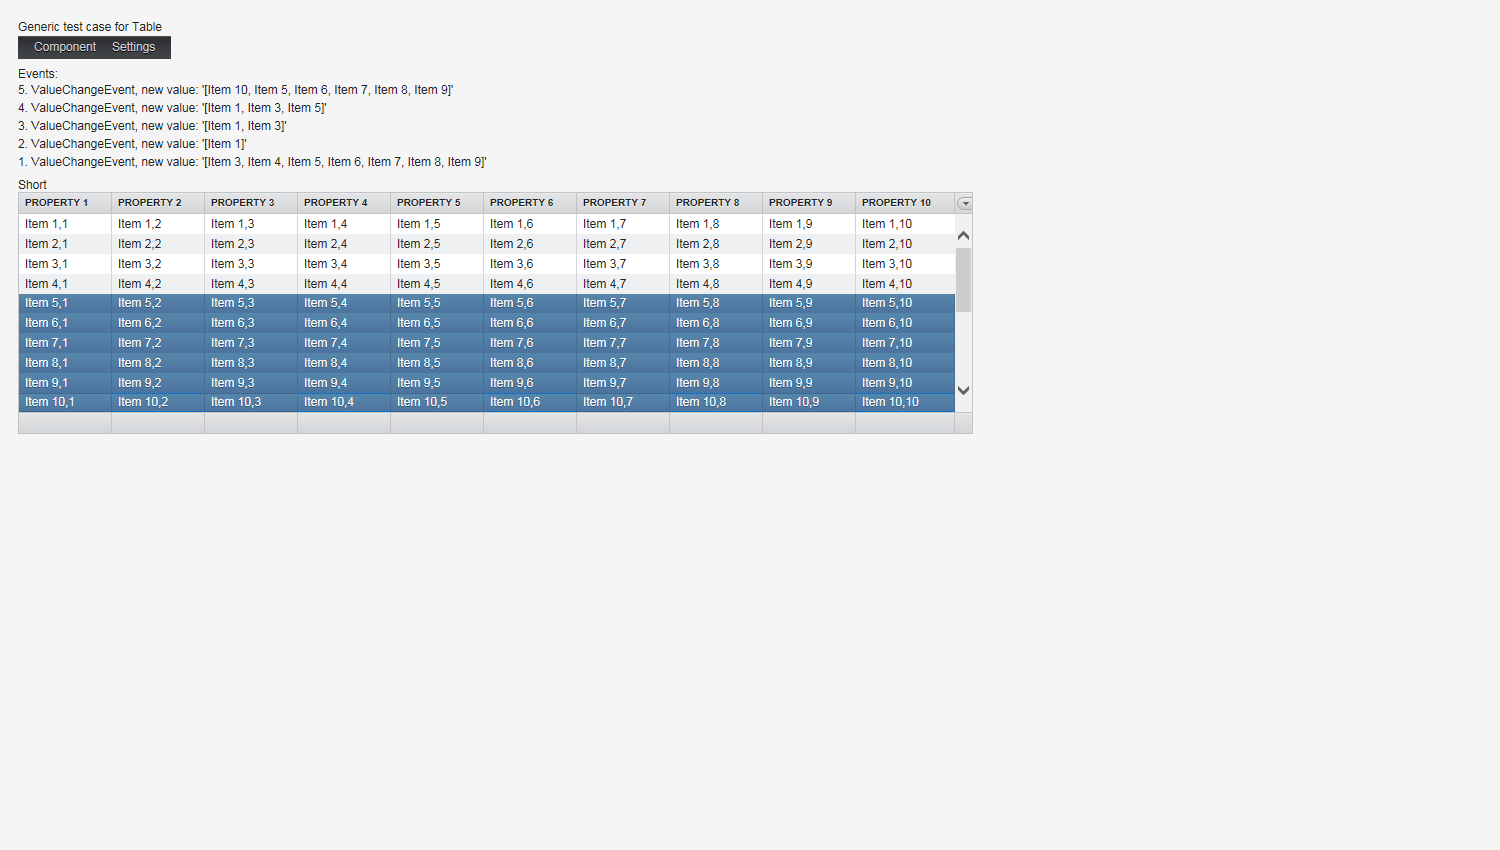 Generic test case for Table
Component Settings
Events:
5. ValueChangeEvent, new value: '[Item 10, Item 5, Item 6, Item 7, Item 8, Item 9]'
4. ValueChangeEvent, new value: '[Item 1, Item 3, Item 5]'
3. ValueChangeEvent, new value: '[Item 1, Item 3]'
2. ValueChangeEvent, new value: '[Item 1]'
1. ValueChangeEvent, new value: '[Item 3, Item 4, Item 5, Item 6, Item 7, Item 8, Item 9]'
Short
PROPERTY 1 PROPERTY 2 PROPERTY 3 PROPERTY 4 PROPERTY 5 PROPERTY 6 PROPERTY 7 PROPERTY 8 PROPERTY 9 PROPERTY 10
Item 1,1 Item 1,2 Item 1,3 Item 1,4 Item 1,5 Item 1,6 Item 1,7 Item 1,8 Item 1,9 Item 1,10
Item 2,1 Item 2,2 Item 2,3 Item 2,4 Item 2,5 Item 2,6 Item 2,7 Item 2,8 Item 2,9 Item 2,10
Item 3,1 Item 3,2 Item 3,3 Item 3,4 Item 3,5 Item 3,6 Item 3,7 Item 3,8 Item 3,9 Item 3,10
Item 4,1 Item 4,2 Item 4,3 Item 4,4 Item 4,5 Item 4,6 Item 4,7 Item 4,8 Item 4,9 Item 4,10
Item 5,1 Item 5,2 Item 5,3 Item 5,4 Item 5,5 Item 5,6 Item 5,7 Item 5,8 Item 5,9 Item 5,10
Item 6,1 Item 6,2 Item 6,3 Item 6,4 Item 6,5 Item 6,6 Item 6,7 Item 6,8 Item 6,9 Item 6,10
Item 7,1 Item 7,2 Item 7,3 Item 7,4 Item 7,5 Item 7,6 Item 7,7 Item 7,8 Item 7,9 Item 7,10
Item 8,1 Item 8,2 Item 8,3 Item 8,4 Item 8,5 Item 8,6 Item 8,7 Item 8,8 Item 8,9 Item 8,10
Item 9,1 Item 9,2 Item 9,3 Item 9,4 Item 9,5 Item 9,6 Item 9,7 Item 9,8 Item 9,9 Item 9,10
Item 10,1 Item 10,2 Item 10,3 Item 10,4 Item 10,5 Item 10,6 Item 10,7 Item 10,8 Item 10,9 Item 10,10